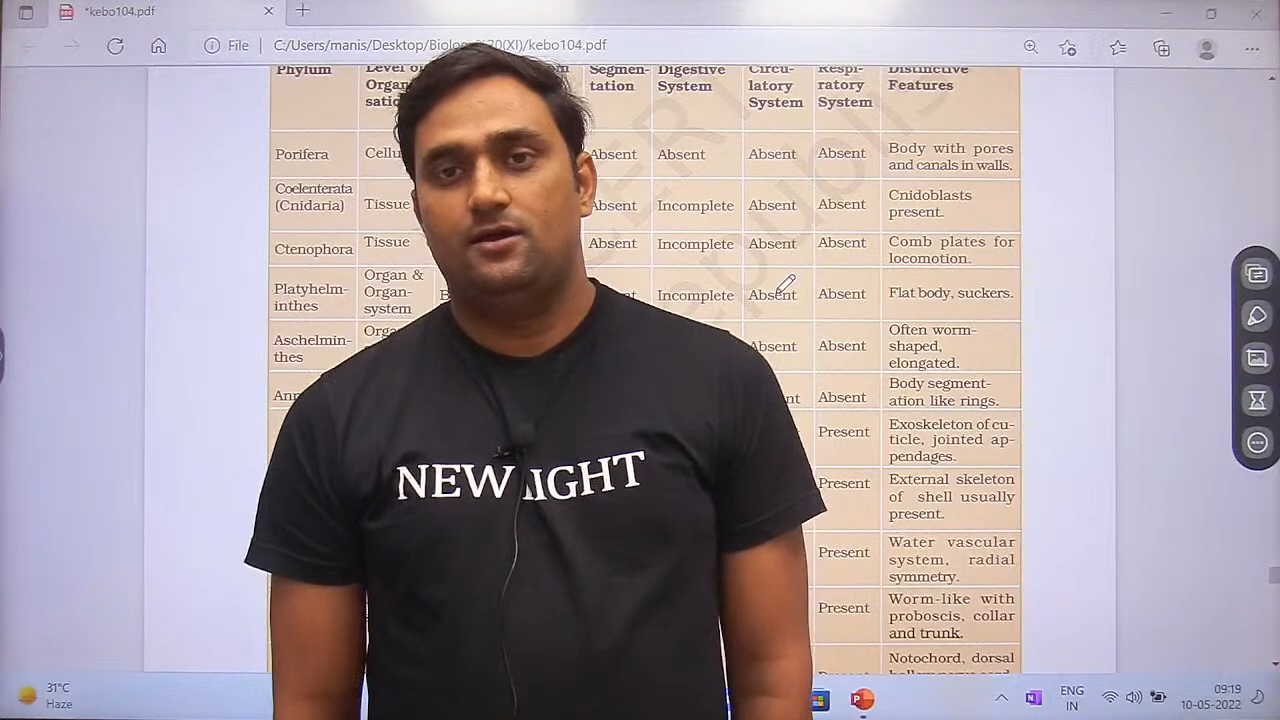 *kebo104.pdf
File
C:/Users/manis/Desktop/Biology%20(XI)/kebo104.pdf
Phylum
Level of
Organ
Segmen-
tation
Digestive
System
Circu-
latory
System
Respi-
ratory
System
Distinctive
Features
Porifera
Absent
Absent
Absent
Absent
Body with pores
and canals in walls.
Coelenterata
(Cnidaria)
Tissue
Absent
Incomplete
Absent
Absent
Cnidoblasts
present.
Ctenophora
Tissue
Absent
Incomplete
Absent
Absent
Comb plates for
locomotion.
Platyhelm-
inthes
Organ &
Organ-
system
Incomplete
Absent
Absent
Flat body, suckers.
Aschelmin-
thes
Absent
Absent
Often worm-
shaped,
elongated.
Absent
Body segment-
ation like rings.
Present
Exoskeleton of cu-
ticle, jointed ap-
pendages.
Present
External skeleton
of shell usually
present.
Present
Water vascular
system, radial
symmetry.
Present
Worm-like with
proboscis, collar
and trunk.
Notochord, dorsal
NEW LIGHT
31°C
Haze
ENG
IN
09:19
10-05-2022